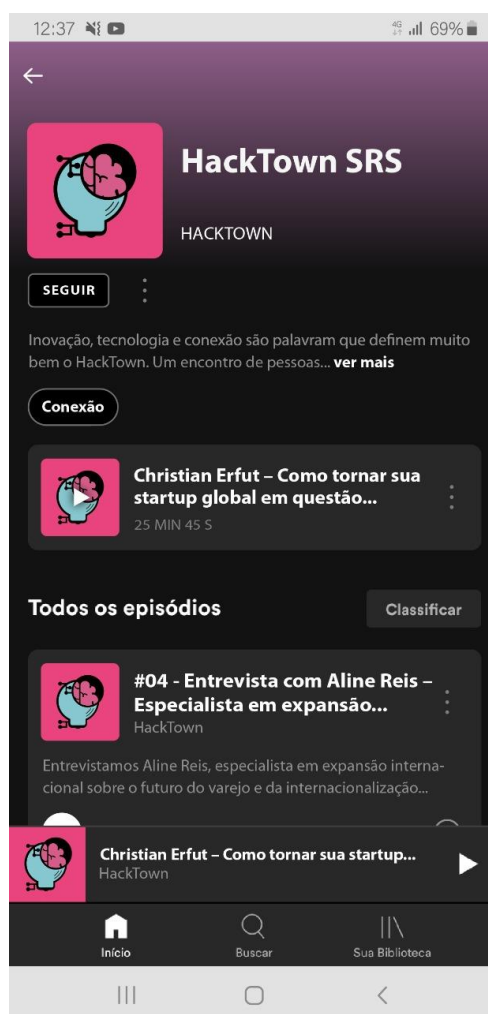 12:37
4G
69%
HackTown SRS
HACKTOWN
SEGUIR
Inovação, tecnologia e conexão são palavram que definem muito
bem o HackTown. Um encontro de pessoas... ver mais
Conexão
Christian Erfut – Como tornar sua
startup global em questão...
25 MIN 45 S
Todos os episódios
Classificar
#04 - Entrevista com Aline Reis –
Especialista em expansão...
HackTown
Entrevistamos Aline Reis, especialista em expansão interna-
cional sobre o futuro do varejo e da internacionalização...
Christian Erfut – Como tornar sua startup...
HackTown
Início
Buscar
Sua Biblioteca